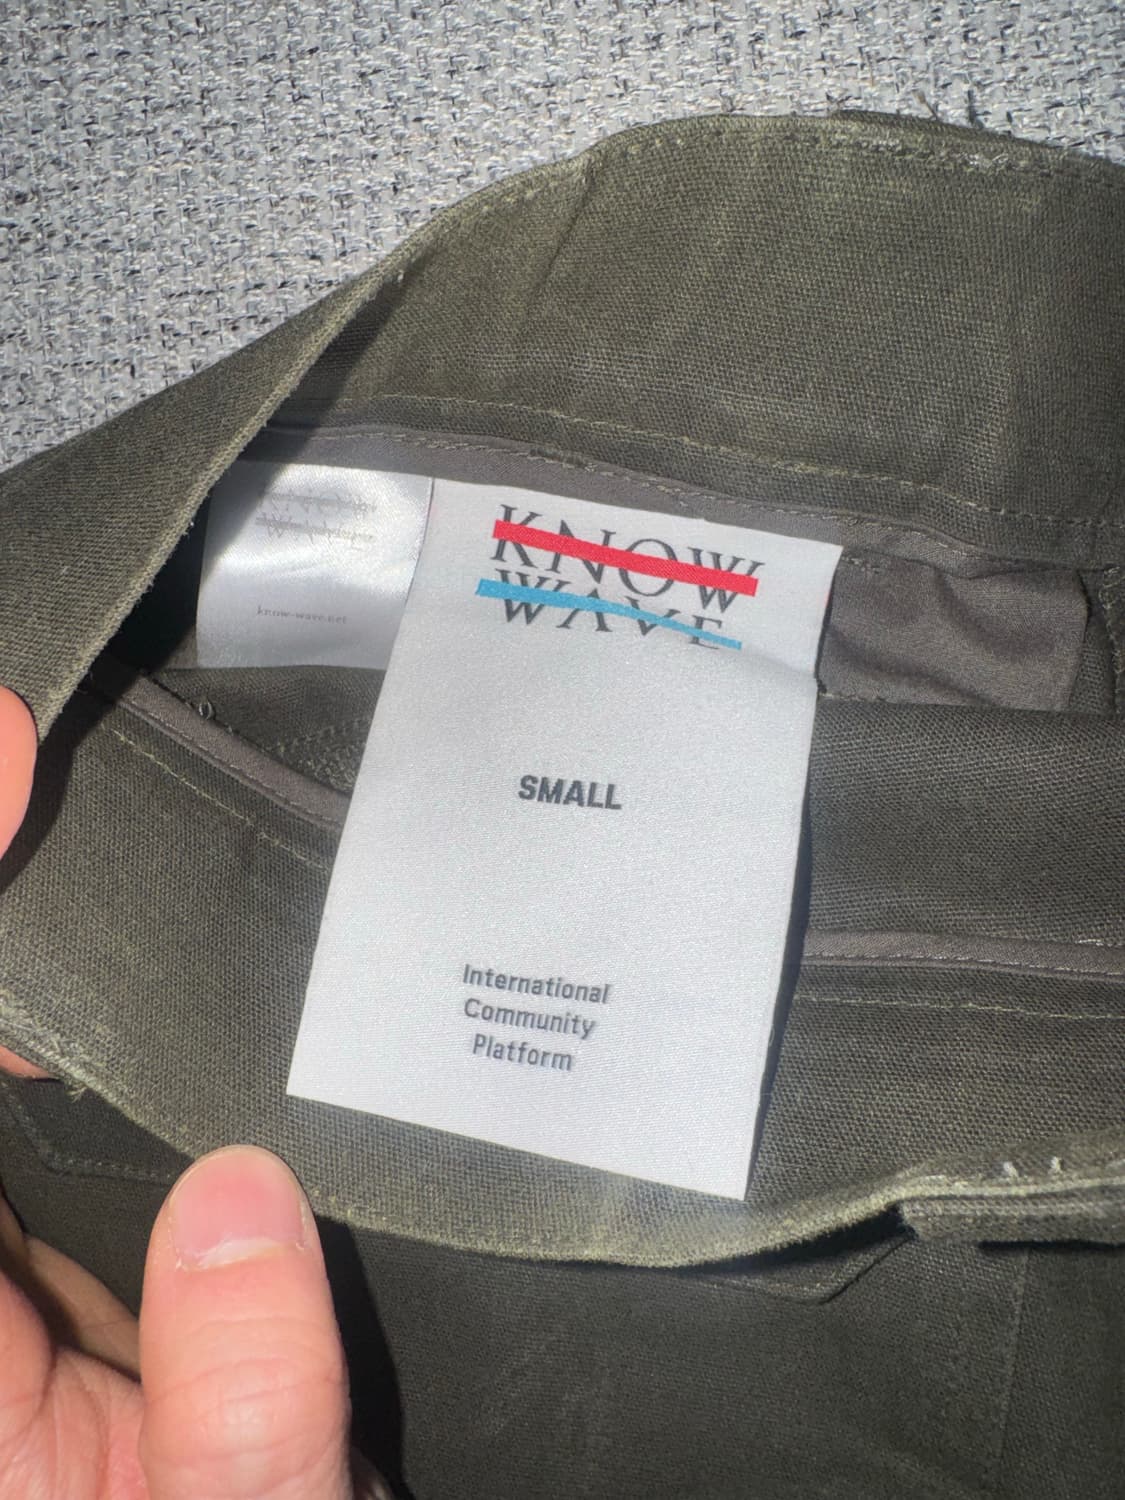 KNOW
WAVE
know-wave.net
SMALL
International
Community
Platform